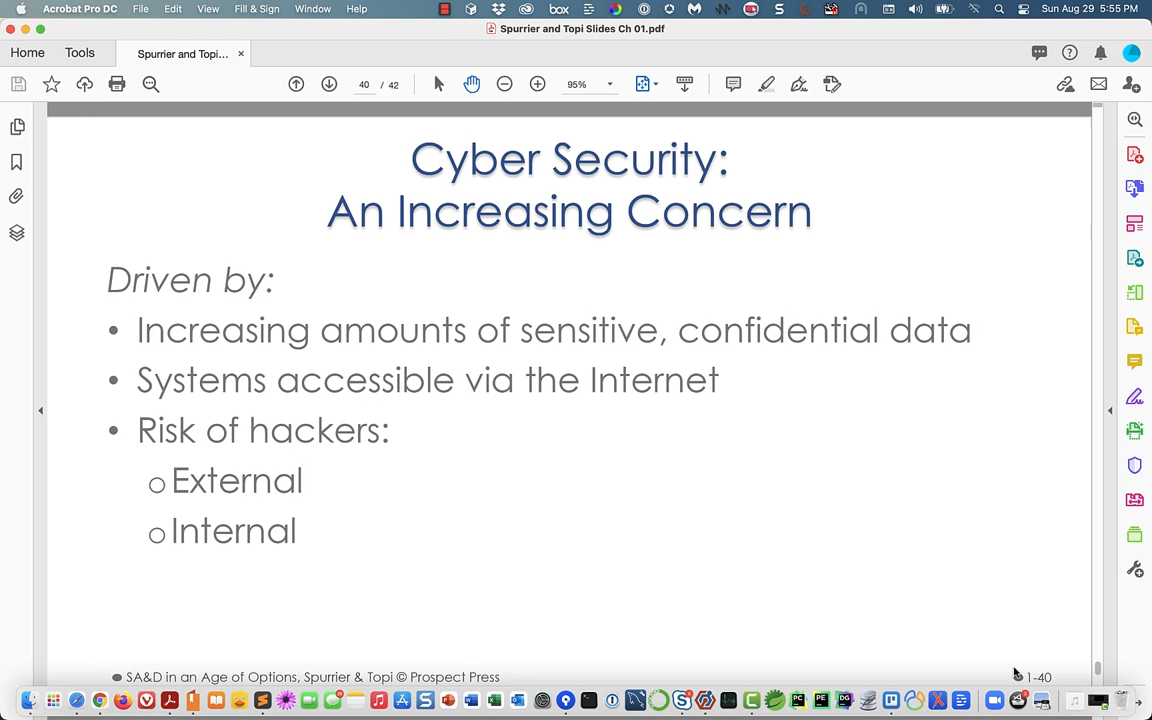 Acrobat Pro DC File Edit View Fill & Sign Window Help box Sun Aug 29 5:55 PM
Spurrier and Topi Slides Ch 01.pdf
Home Tools Spurrier and Topi... ×
40 / 42 95%
Cyber Security:
An Increasing Concern
Driven by:
• Increasing amounts of sensitive, confidential data
• Systems accessible via the Internet
• Risk of hackers:
o External
o Internal
SA&D in an Age of Options, Spurrier & Topi © Prospect Press 1-40